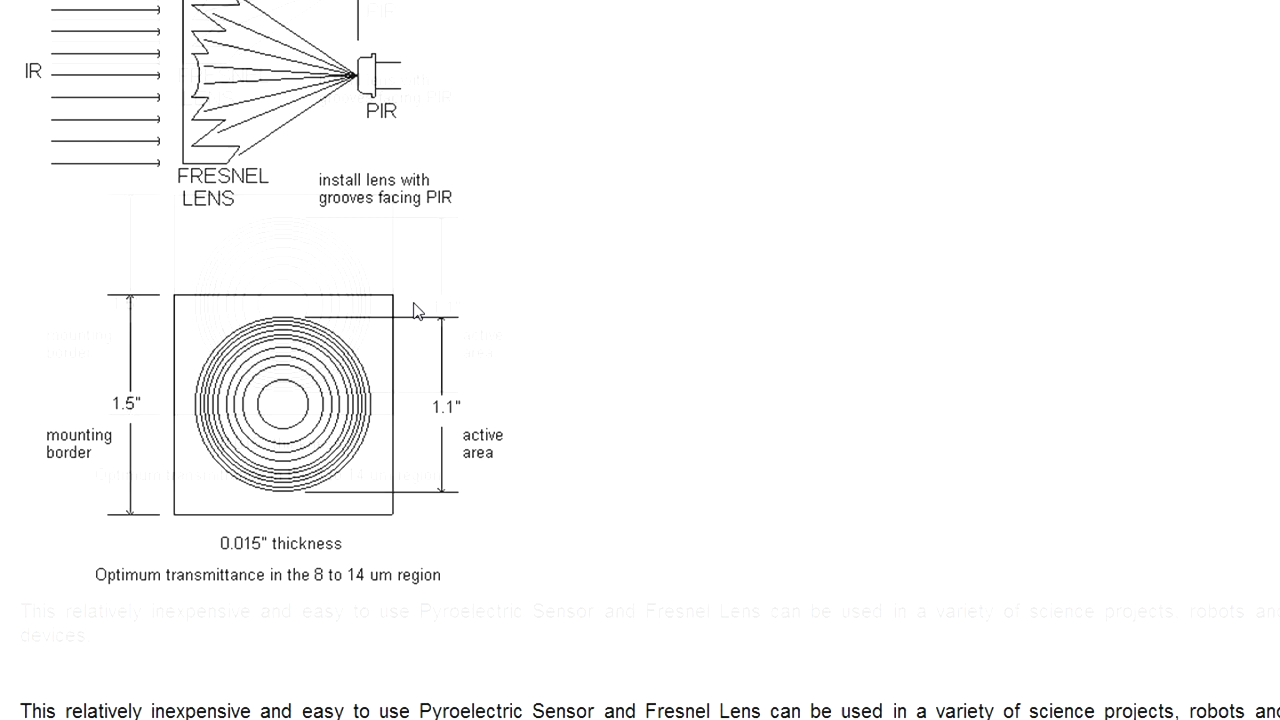 IR
PIR
FRESNEL
LENS
install lens with
grooves facing PIR
1.5"
1.1"
mounting
border
active
area
0.015" thickness
Optimum transmittance in the 8 to 14 um region
This relatively inexpensive and easy to use Pyroelectric Sensor and Fresnel Lens can be used in a variety of science projects, robots and
devices.
This relatively inexpensive and easy to use Pyroelectric Sensor and Fresnel Lens can be used in a variety of science projects, robots and